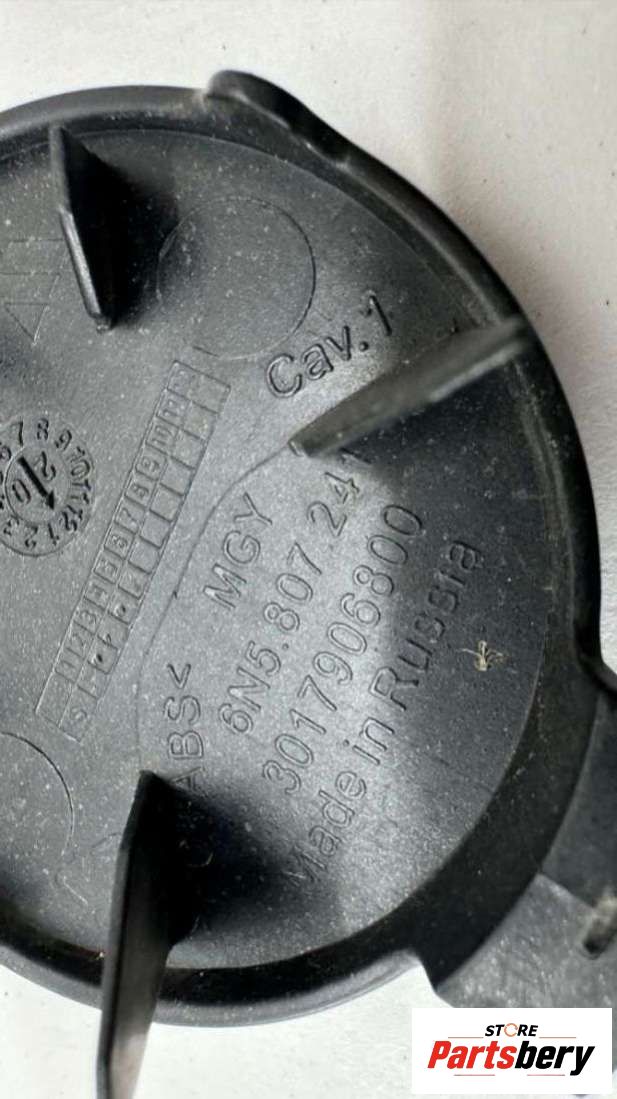 Cav.1
MGY
6N5.807.241
3017906800
Made in Russia
ABS<
STORE
Partsbery